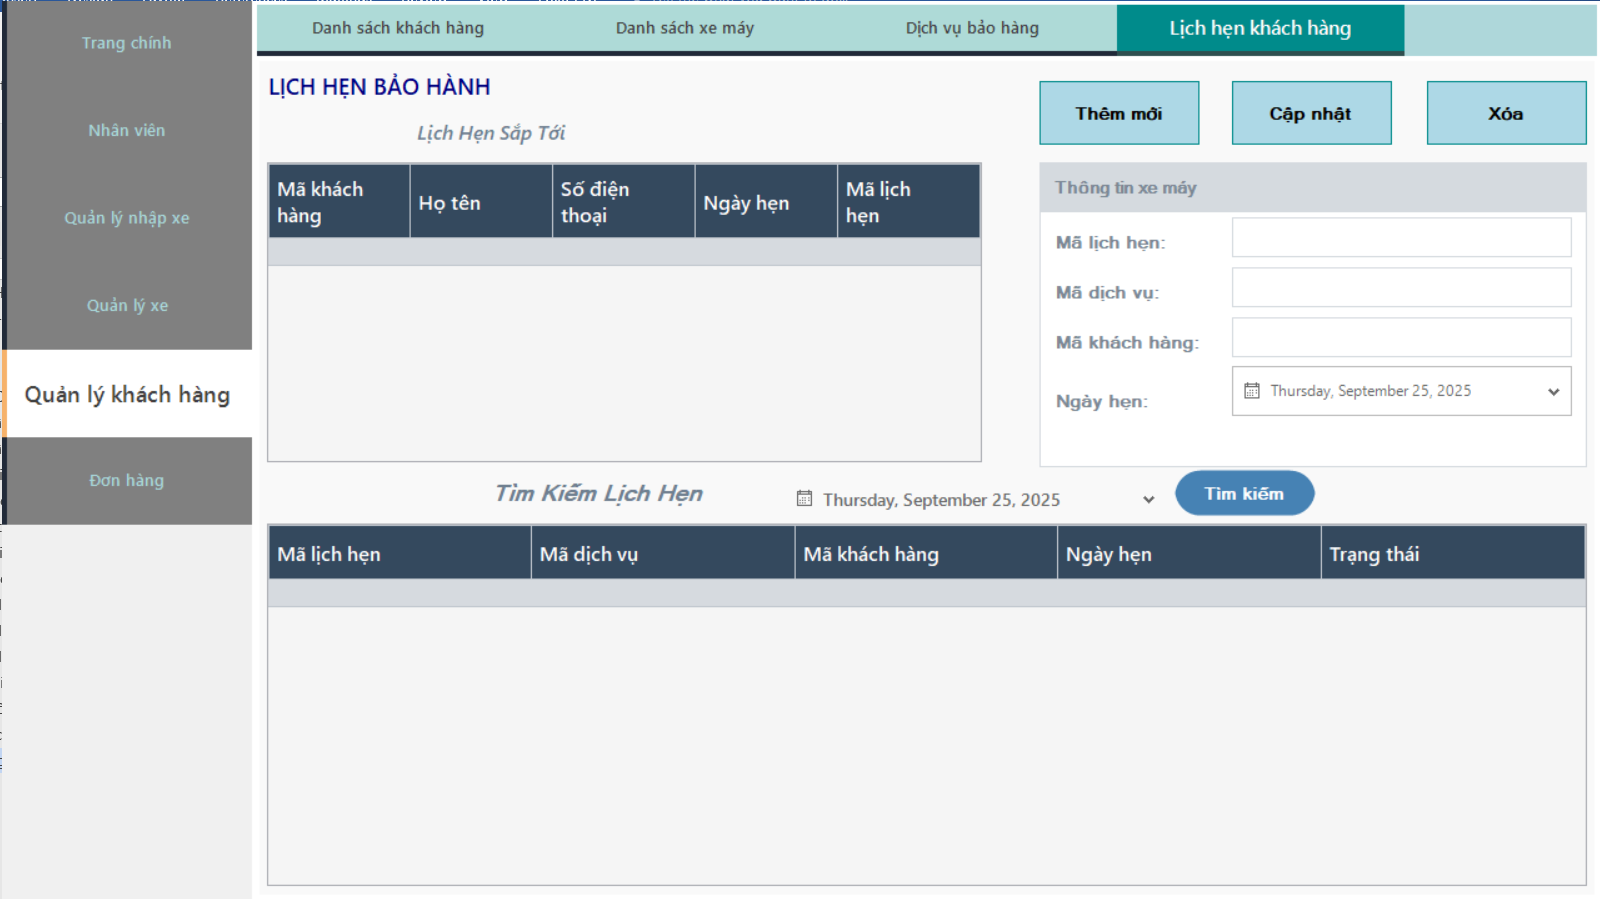 Trang chính
Nhân viên
Quản lý nhập xe
Quản lý xe
Quản lý khách hàng
Đơn hàng
Danh sách khách hàng
Danh sách xe máy
Dịch vụ bảo hàng
Lịch hẹn khách hàng
LỊCH HẸN BẢO HÀNH
Lịch Hẹn Sắp Tới
Thêm mới
Cập nhật
Xóa
Mã khách
hàng
Họ tên
Số điện
thoại
Ngày hẹn
Mã lịch
hẹn
Thông tin xe máy
Mã lịch hẹn:
Mã dịch vụ:
Mã khách hàng:
Ngày hẹn:
Thursday, September 25, 2025
Tìm Kiếm Lịch Hẹn
Thursday, September 25, 2025
Tìm kiếm
Mã lịch hẹn
Mã dịch vụ
Mã khách hàng
Ngày hẹn
Trạng thái